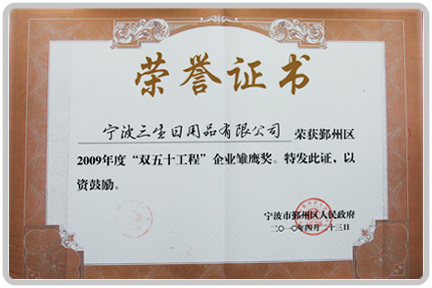 荣誉证书
宁波三生日用品有限公司 荣获鄞州区
2009年度“双五十工程”企业雏鹰奖。特发此证，以
资鼓励。
宁波市鄞州区人民政府
二〇一〇年四月二十三日